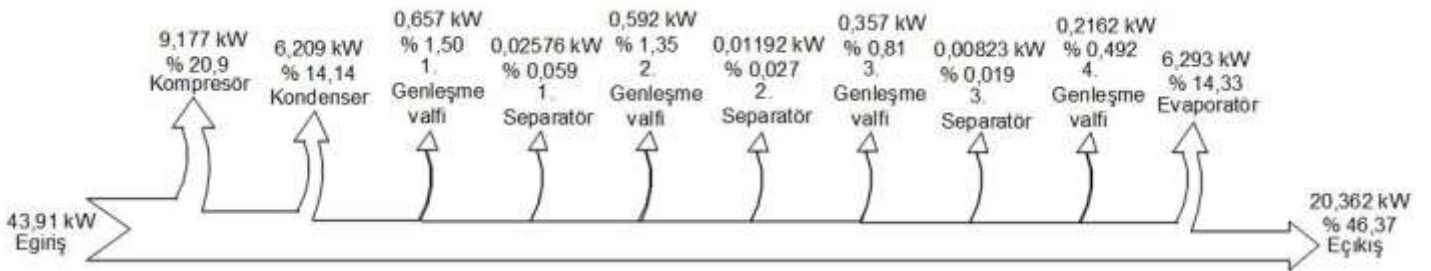 9,177 kW
% 20,9
Kompresör
6,209 kW
% 14,14
Kondenser
0,657 kW
% 1,50
1.
Genleşme
valfi
0,02576 kW
% 0,059
1.
Separatör
0,592 kW
% 1,35
2.
Genleşme
valfi
0,01192 kW
% 0,027
2.
Separatör
0,357 kW
% 0,81
3.
Genleşme
valfi
0,00823 kW
% 0,019
3.
Separatör
0,2162 kW
% 0,492
4.
Genleşme
valfi
6,293 kW
% 14,33
Evaporatör
43,91 kW
Egiriş
20,362 kW
% 46,37
Eçıkış